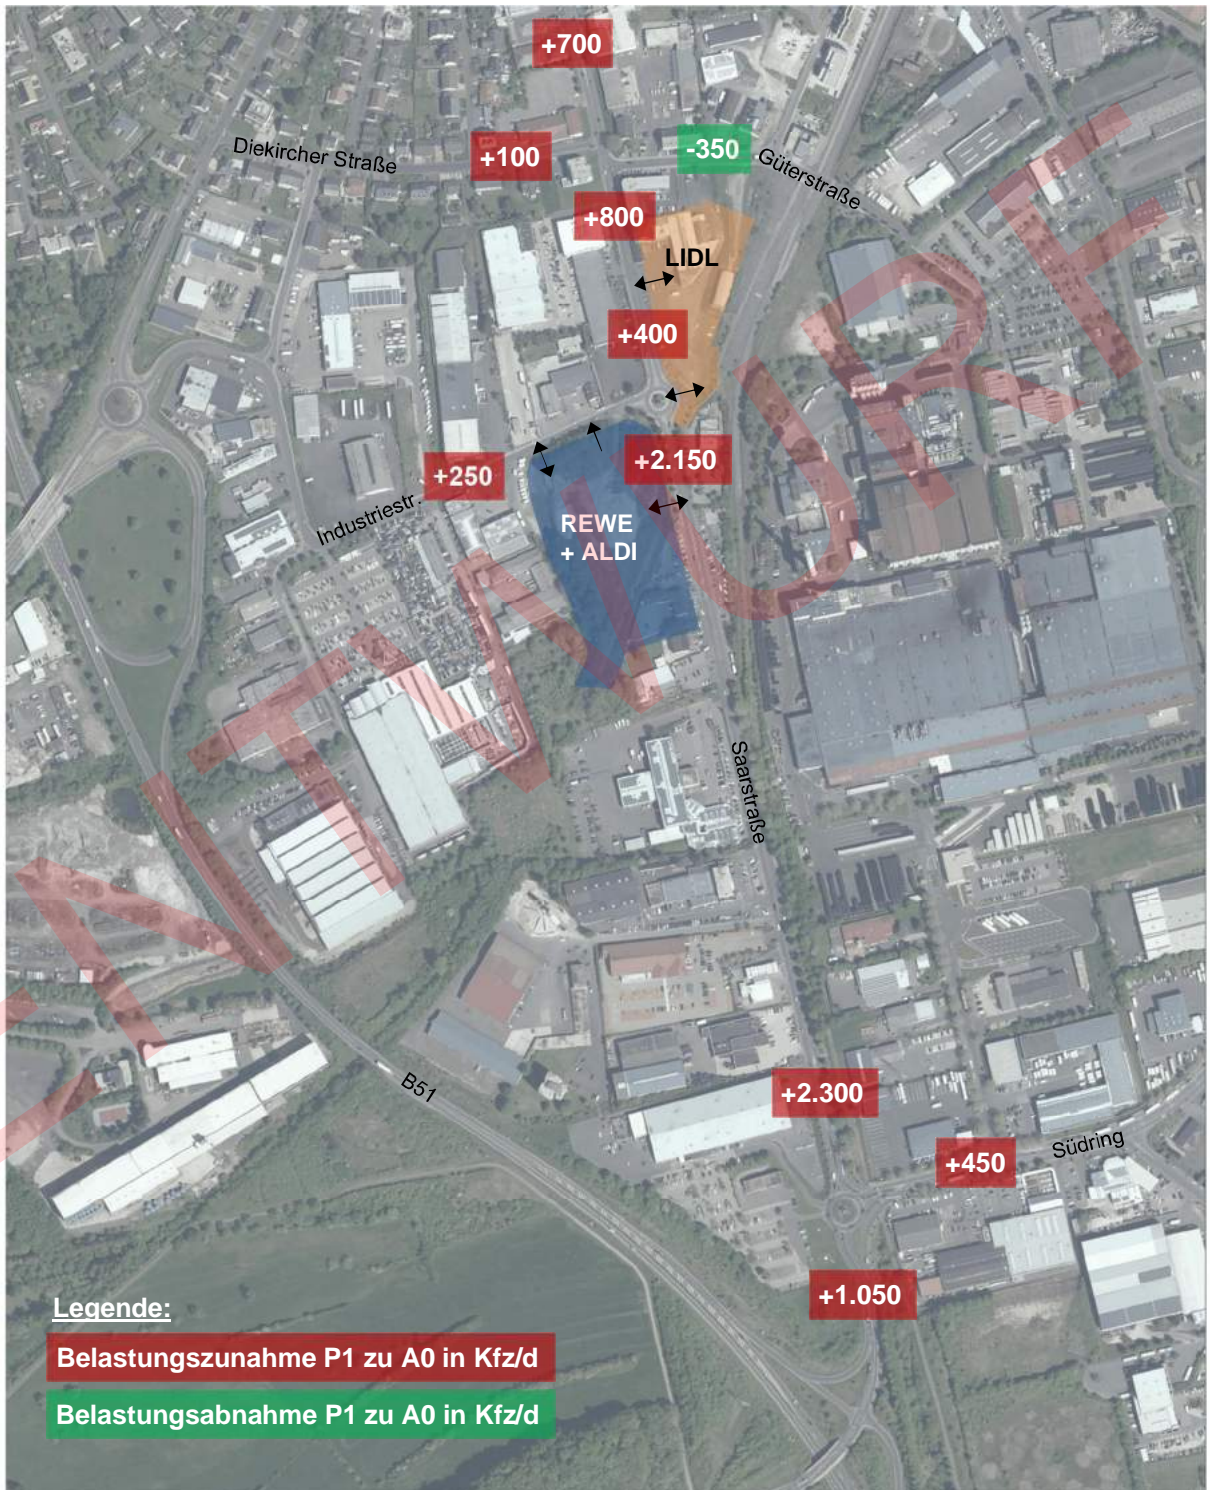 +700
Diekircher Straße
+100
-350
Güterstraße
+800
LIDL
+400
+2.150
+250
Industriestr.
REWE
+ ALDI
Saarstraße
ENTWURF
B51
+2.300
Südring
+450
+1.050
Legende:
Belastungszunahme P1 zu A0 in Kfz/d
Belastungsabnahme P1 zu A0 in Kfz/d